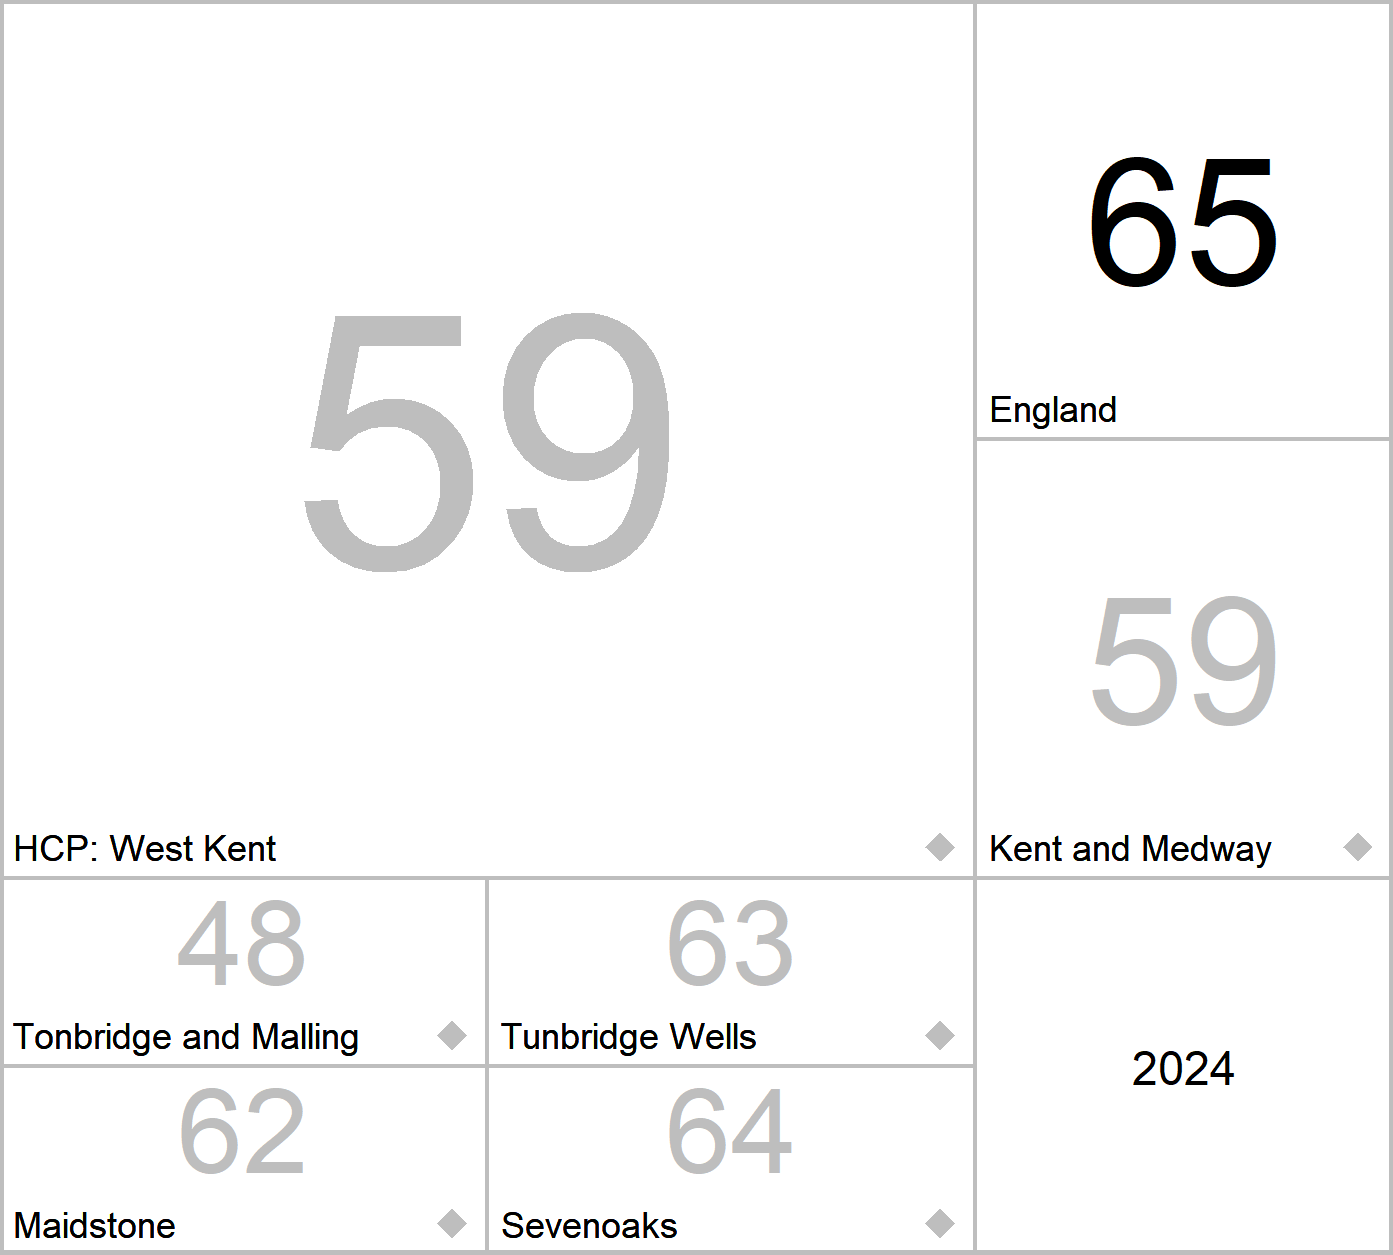 59
HCP: West Kent
65
England
59
Kent and Medway
48
Tonbridge and Malling
63
Tunbridge Wells
62
Maidstone
64
Sevenoaks
2024